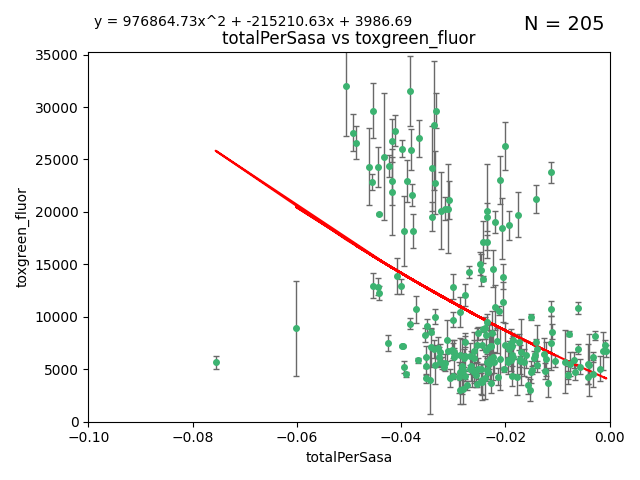 y = 976864.73x^2 + -215210.63x + 3986.69
N = 205
totalPerSasa vs toxgreen_fluor
35000
30000
25000
20000
15000
10000
5000
0
toxgreen_fluor
−0.10
−0.08
−0.06
−0.04
−0.02
0.00
totalPerSasa